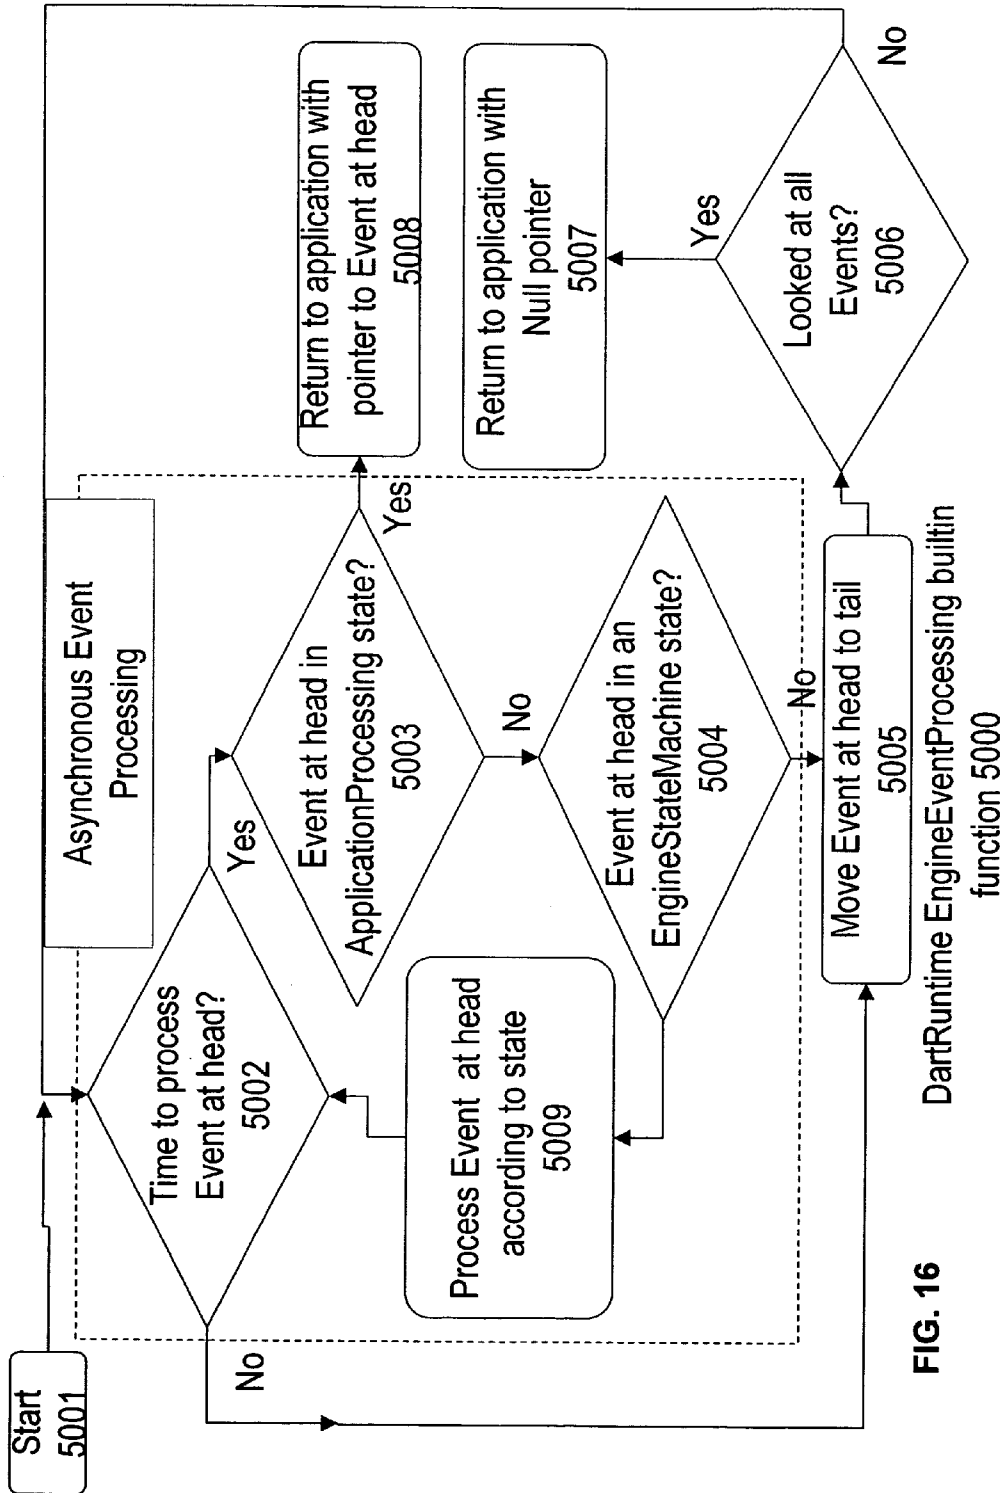 Start
5001
Asynchronous Event
Processing
Time to process
Event at head?
5002
Yes
No
Event at head in
ApplicationProcessing state?
5003
Yes
No
Return to application with
pointer to Event at head
5008
Event at head in an
EngineStateMachine state?
5004
No
Process Event at head
according to state
5009
Move Event at head to tail
5005
Looked at all
Events?
5006
Yes
No
Return to application with
Null pointer
5007
DartRuntime EngineEventProcessing builtin
function 5000
FIG. 16